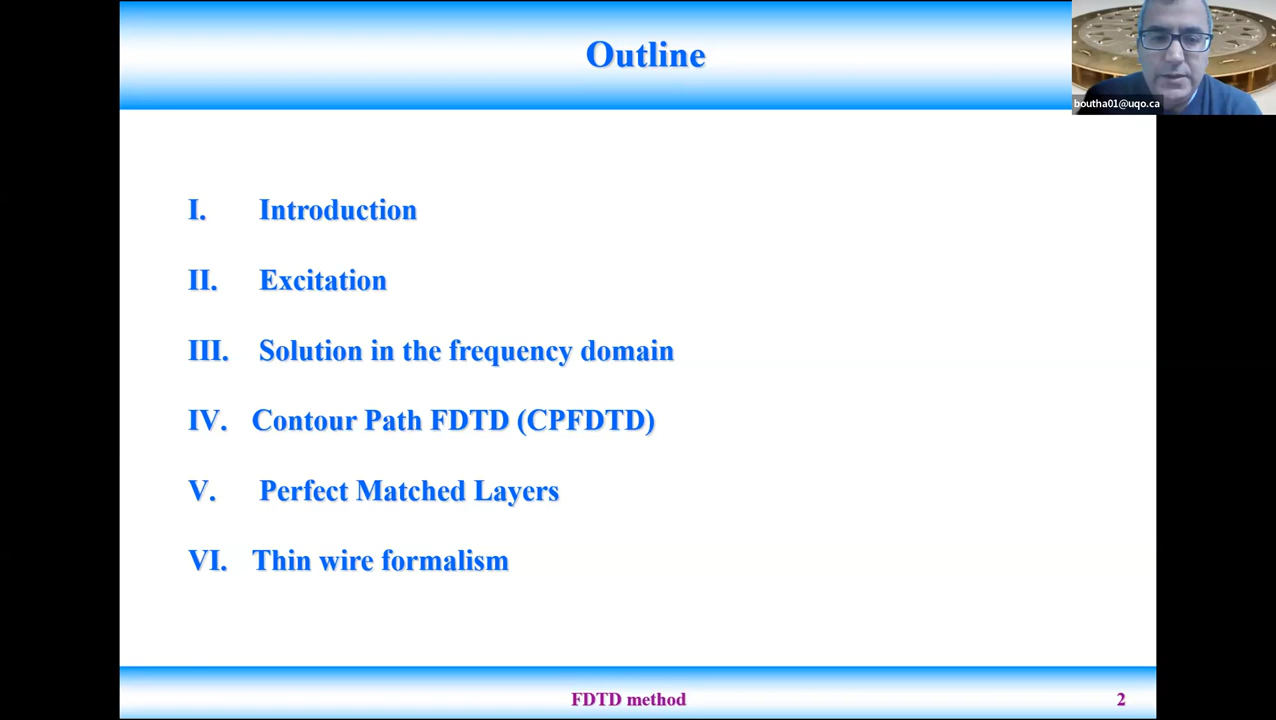 Outline
boutha01@uqo.ca
I. Introduction
II. Excitation
III. Solution in the frequency domain
IV. Contour Path FDTD (CPFDTD)
V. Perfect Matched Layers
VI. Thin wire formalism
FDTD method 2